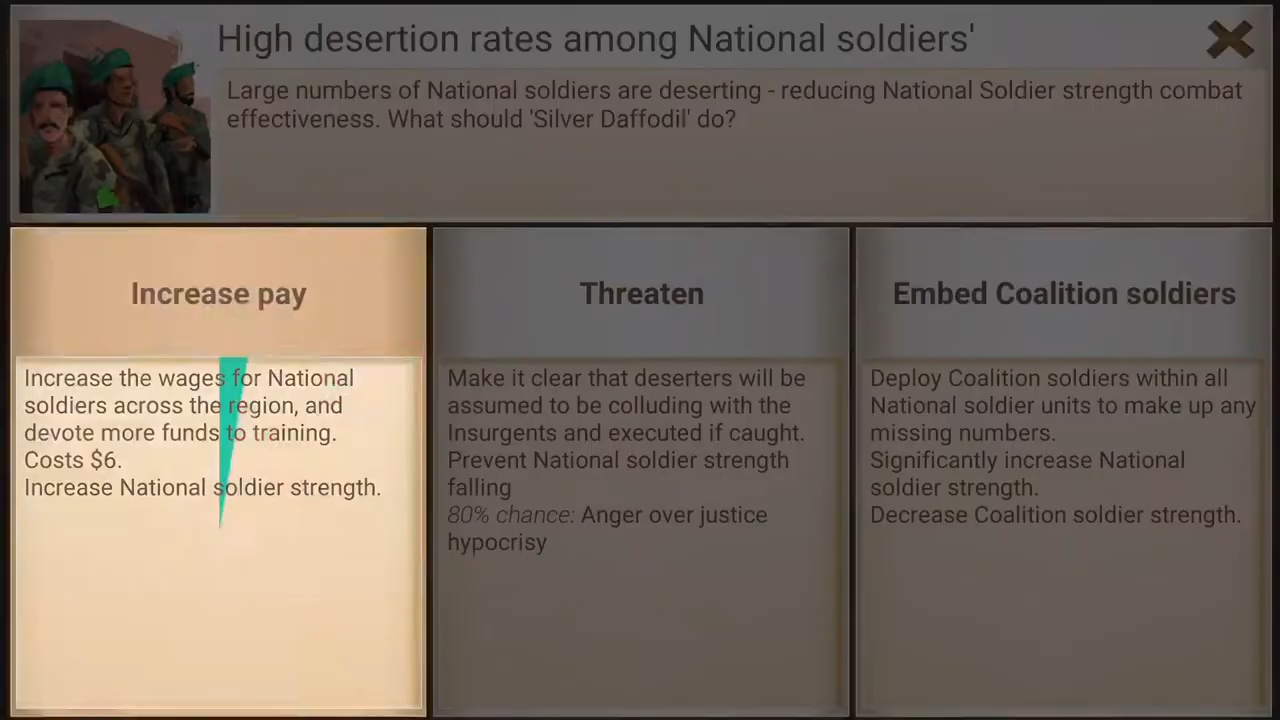 High desertion rates among National soldiers'
Large numbers of National soldiers are deserting - reducing National Soldier strength combat
effectiveness. What should 'Silver Daffodil' do?
Increase pay
Increase the wages for National
soldiers across the region, and
devote more funds to training.
Costs $6.
Increase National soldier strength.
Threaten
Make it clear that deserters will be
assumed to be colluding with the
Insurgents and executed if caught.
Prevent National soldier strength
falling
80% chance: Anger over justice
hypocrisy
Embed Coalition soldiers
Deploy Coalition soldiers within all
National soldier units to make up any
missing numbers.
Significantly increase National
soldier strength.
Decrease Coalition soldier strength.